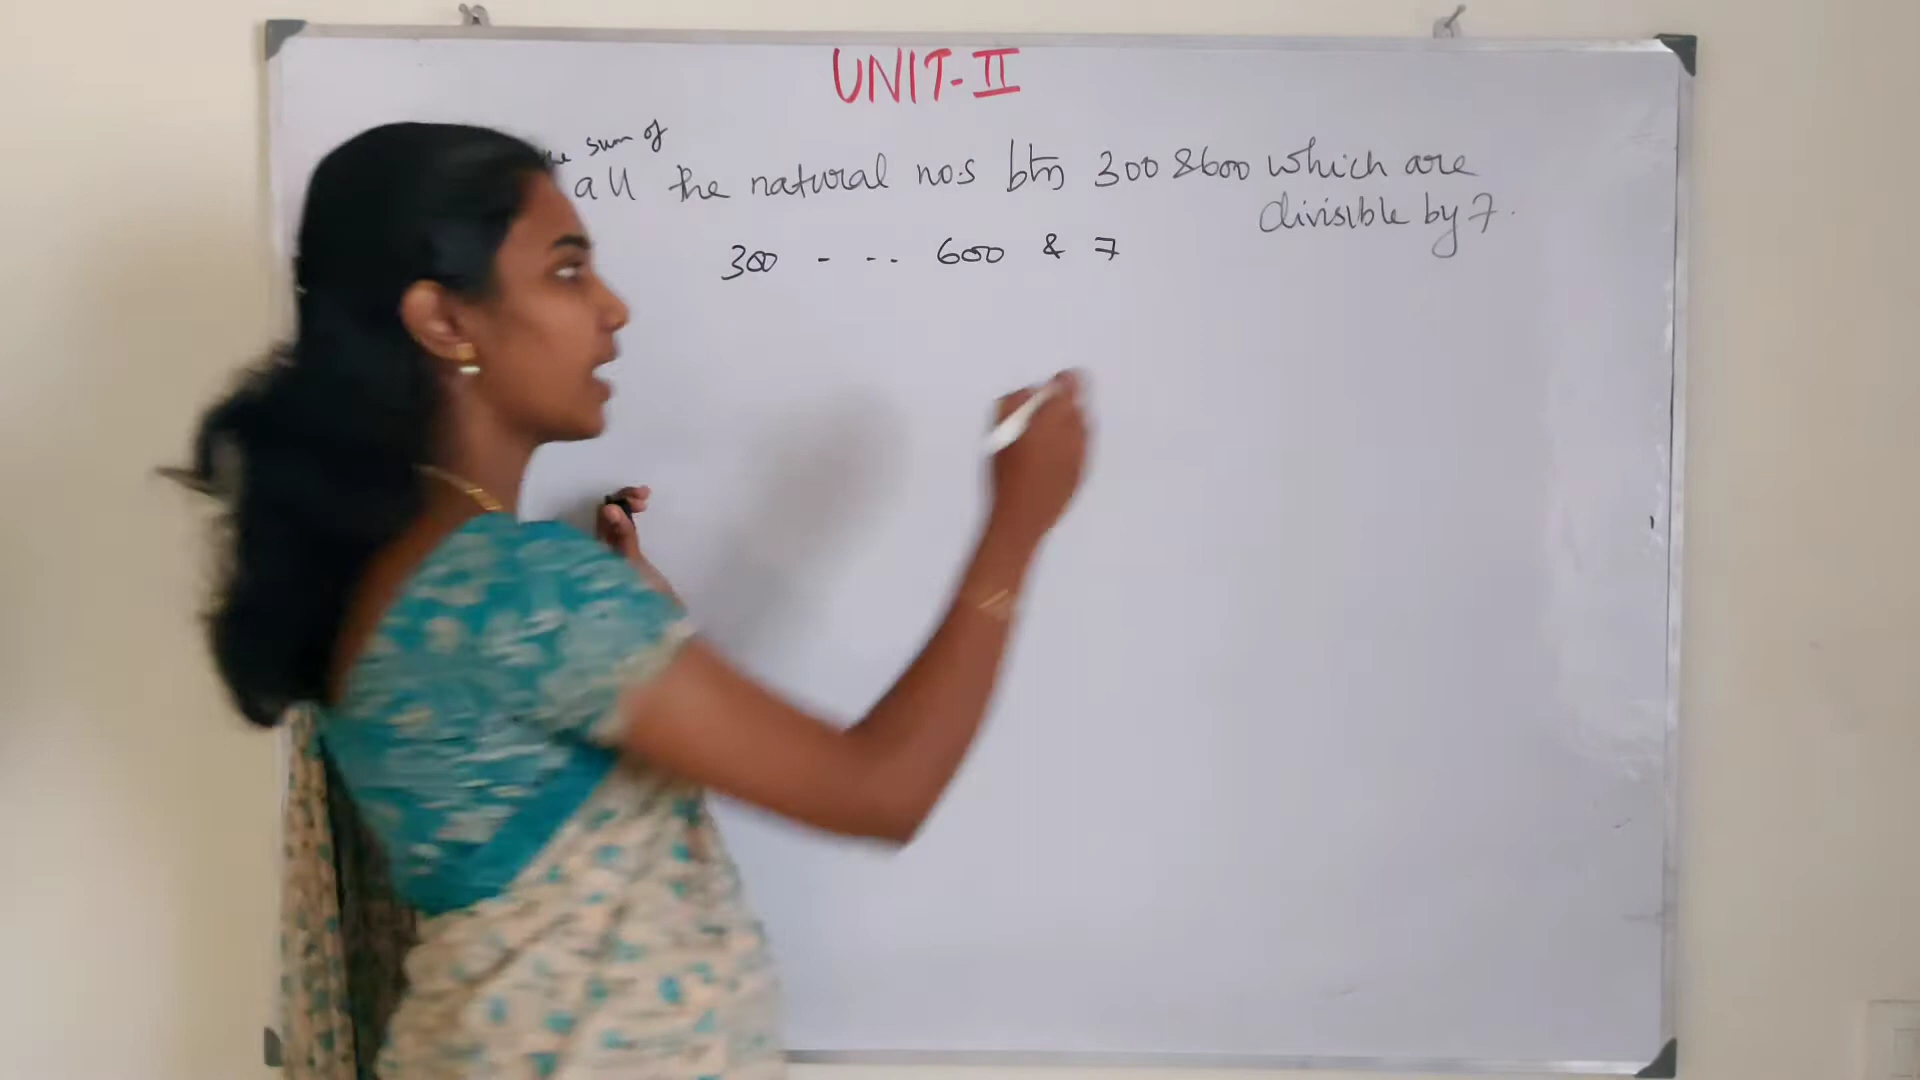 UNIT-II
sum of
all the natural no.s btn 300 & 600 which are
divisible by 7.
300 - - .. 600 & 7